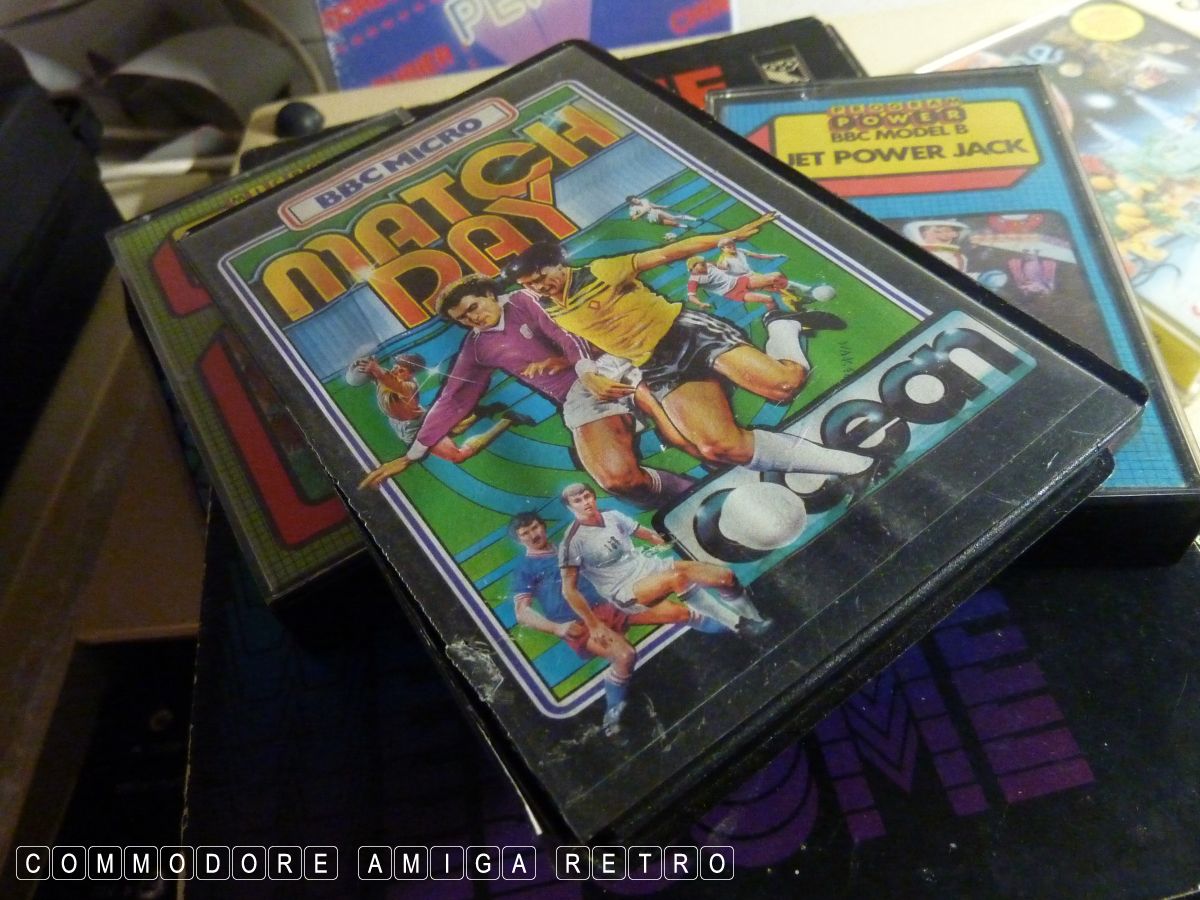 BBC MICRO
MATCH
DAY
ocean
PROGRAM
POWER
BBC MODEL B
JET POWER JACK
COMMODORE AMIGA RETRO